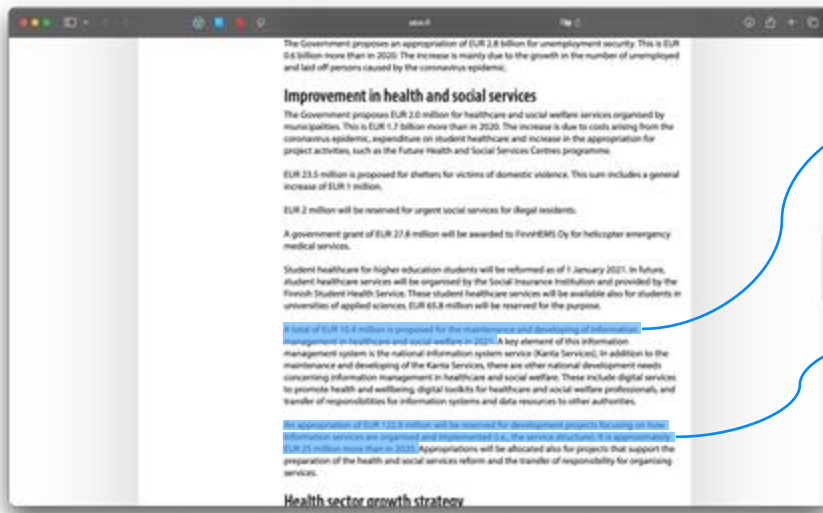 The Government proposes an appropriation of EUR 2.8 billion for unemployment security. This is EUR
0.6 billion more than in 2020. The increase is mainly due to the growth in the number of unemployed
and laid off persons caused by the coronavirus epidemic.
Improvement in health and social services
The Government proposes EUR 2.0 million for healthcare and social welfare services organised by
municipalities. This is EUR 1.7 billion more than in 2020. The increase is due to costs arising from the
coronavirus epidemic, expenditure on student healthcare and increase in the appropriation for
project activities, such as the Future Health and Social Services Centres programme.
EUR 23.5 million is proposed for shelters for victims of domestic violence. This sum includes a general
increase of EUR 1 million.
EUR 2 million will be reserved for urgent social services for illegal residents.
A government grant of EUR 27.8 million will be awarded to FinnHEMS Oy for helicopter emergency
medical services.
Student healthcare for higher education students will be reformed as of 1 January 2021. In future,
student healthcare services will be organised by the Social Insurance Institution and provided by the
Finnish Student Health Service. These student healthcare services will be available also for students in
universities of applied sciences. EUR 65.8 million will be reserved for the purpose.
A total of EUR 15.4 million is proposed for the maintenance and developing of information
management in healthcare and social welfare in 2021. A key element of this information
management system is the national information system service (Kanta Services). In addition to the
maintenance and developing of the Kanta Services, there are other national development needs
concerning information management in healthcare and social welfare. These include digital services
to promote health and wellbeing, digital toolkits for healthcare and social welfare professionals, and
transfer of responsibilities for information systems and data resources to other authorities.
An appropriation of EUR 122.9 million will be reserved for development projects focusing on how
information services are organised and implemented (i.e., the service structure). It is approximately
EUR 25 million more than in 2020. Appropriations will be allocated also for projects that support the
preparation of the health and social services reform and the transfer of responsibility for organising
services.
Health sector growth strategy